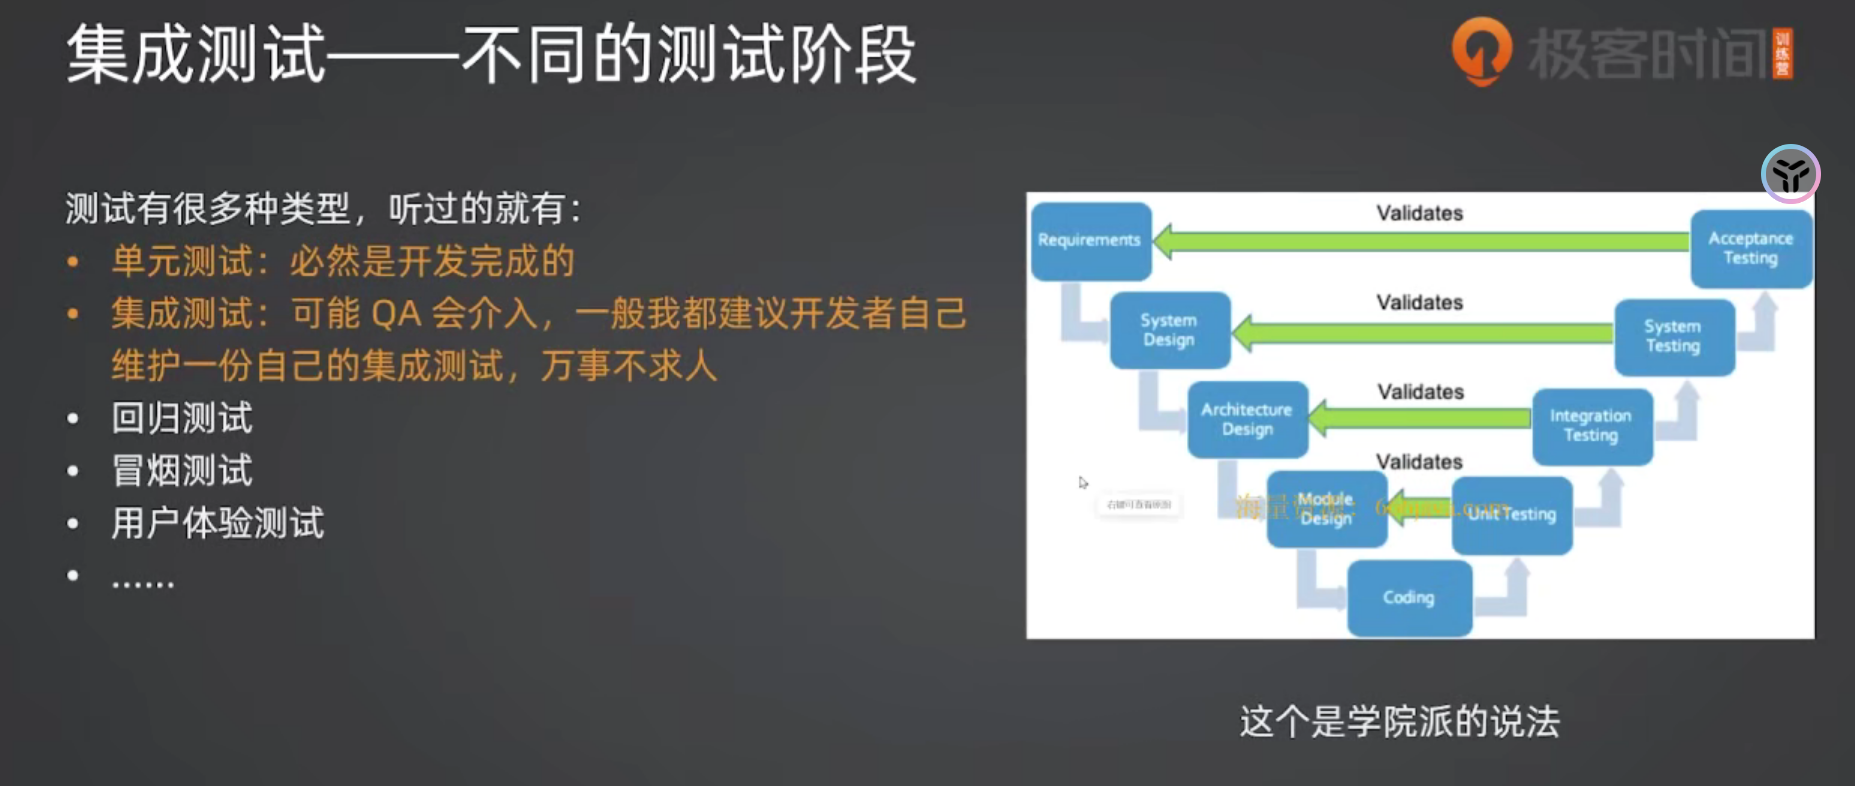 集成测试——不同的测试阶段
极客时间
训练营
测试有很多种类型，听过的就有：
• 单元测试：必然是开发完成的
• 集成测试：可能 QA 会介入，一般我都建议开发者自己
维护一份自己的集成测试，万事不求人
• 回归测试
• 冒烟测试
• 用户体验测试
• ……
Validates
Requirements
Acceptance
Testing
Validates
System
Design
System
Testing
Validates
Architecture
Design
Integration
Testing
Validates
Module
Design
Unit Testing
海量资源：
Coding
这个是学院派的说法